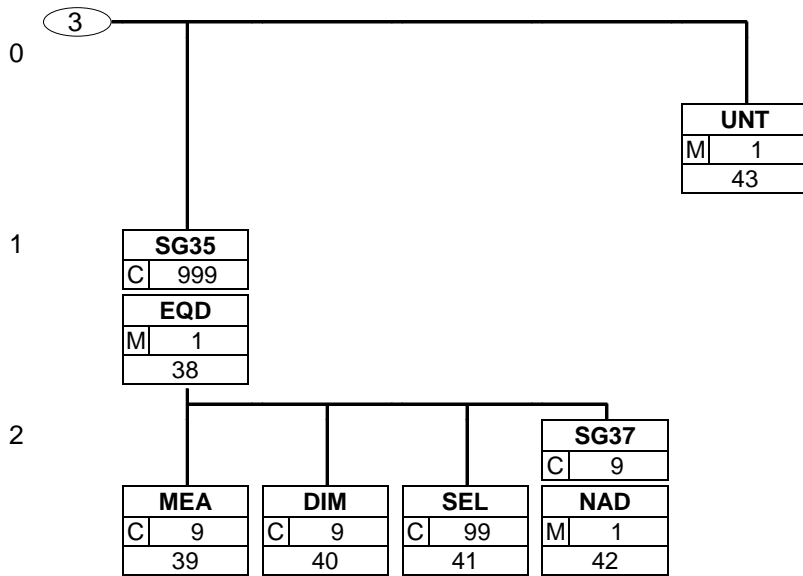 3
0
UNT
M 1
43
1
SG35
C 999
EQD
M 1
38
2
SG37
C 9
MEA DIM SEL NAD
C 9 C 9 C 99 M 1
39 40 41 42